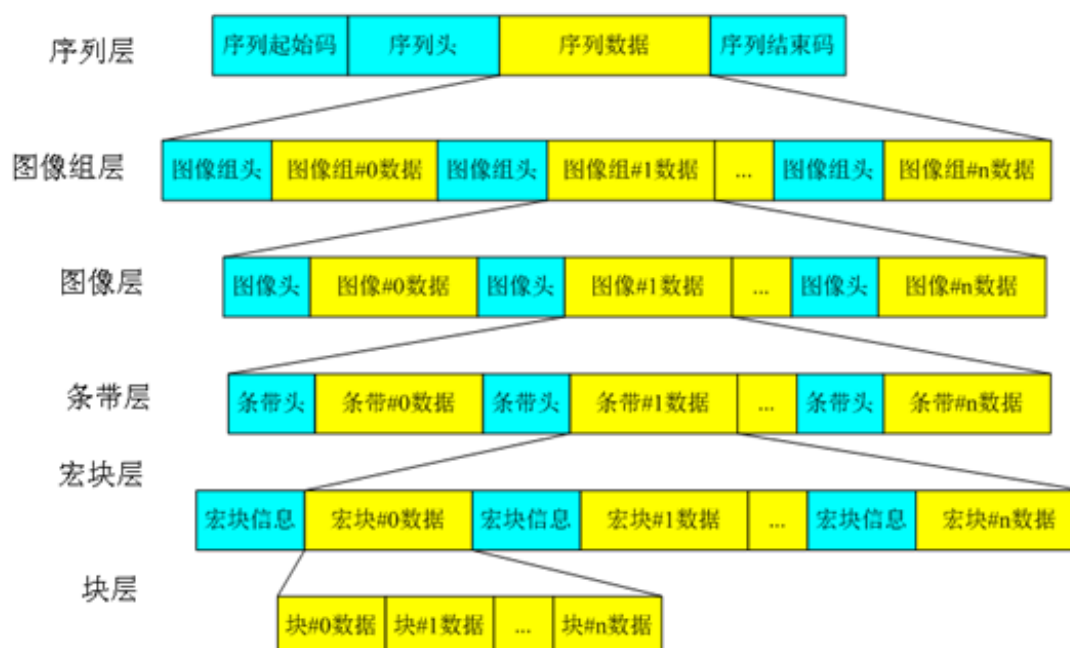 序列层
序列起始码 序列头 序列数据 序列结束码
图像组层
图像组头 图像组#0数据 图像组头 图像组#1数据 ... 图像组头 图像组#n数据
图像层
图像头 图像#0数据 图像头 图像#1数据 ... 图像头 图像#n数据
条带层
条带头 条带#0数据 条带头 条带#1数据 ... 条带头 条带#n数据
宏块层
宏块信息 宏块#0数据 宏块信息 宏块#1数据 ... 宏块信息 宏块#n数据
块层
块#0数据 块#1数据 ... 块#n数据